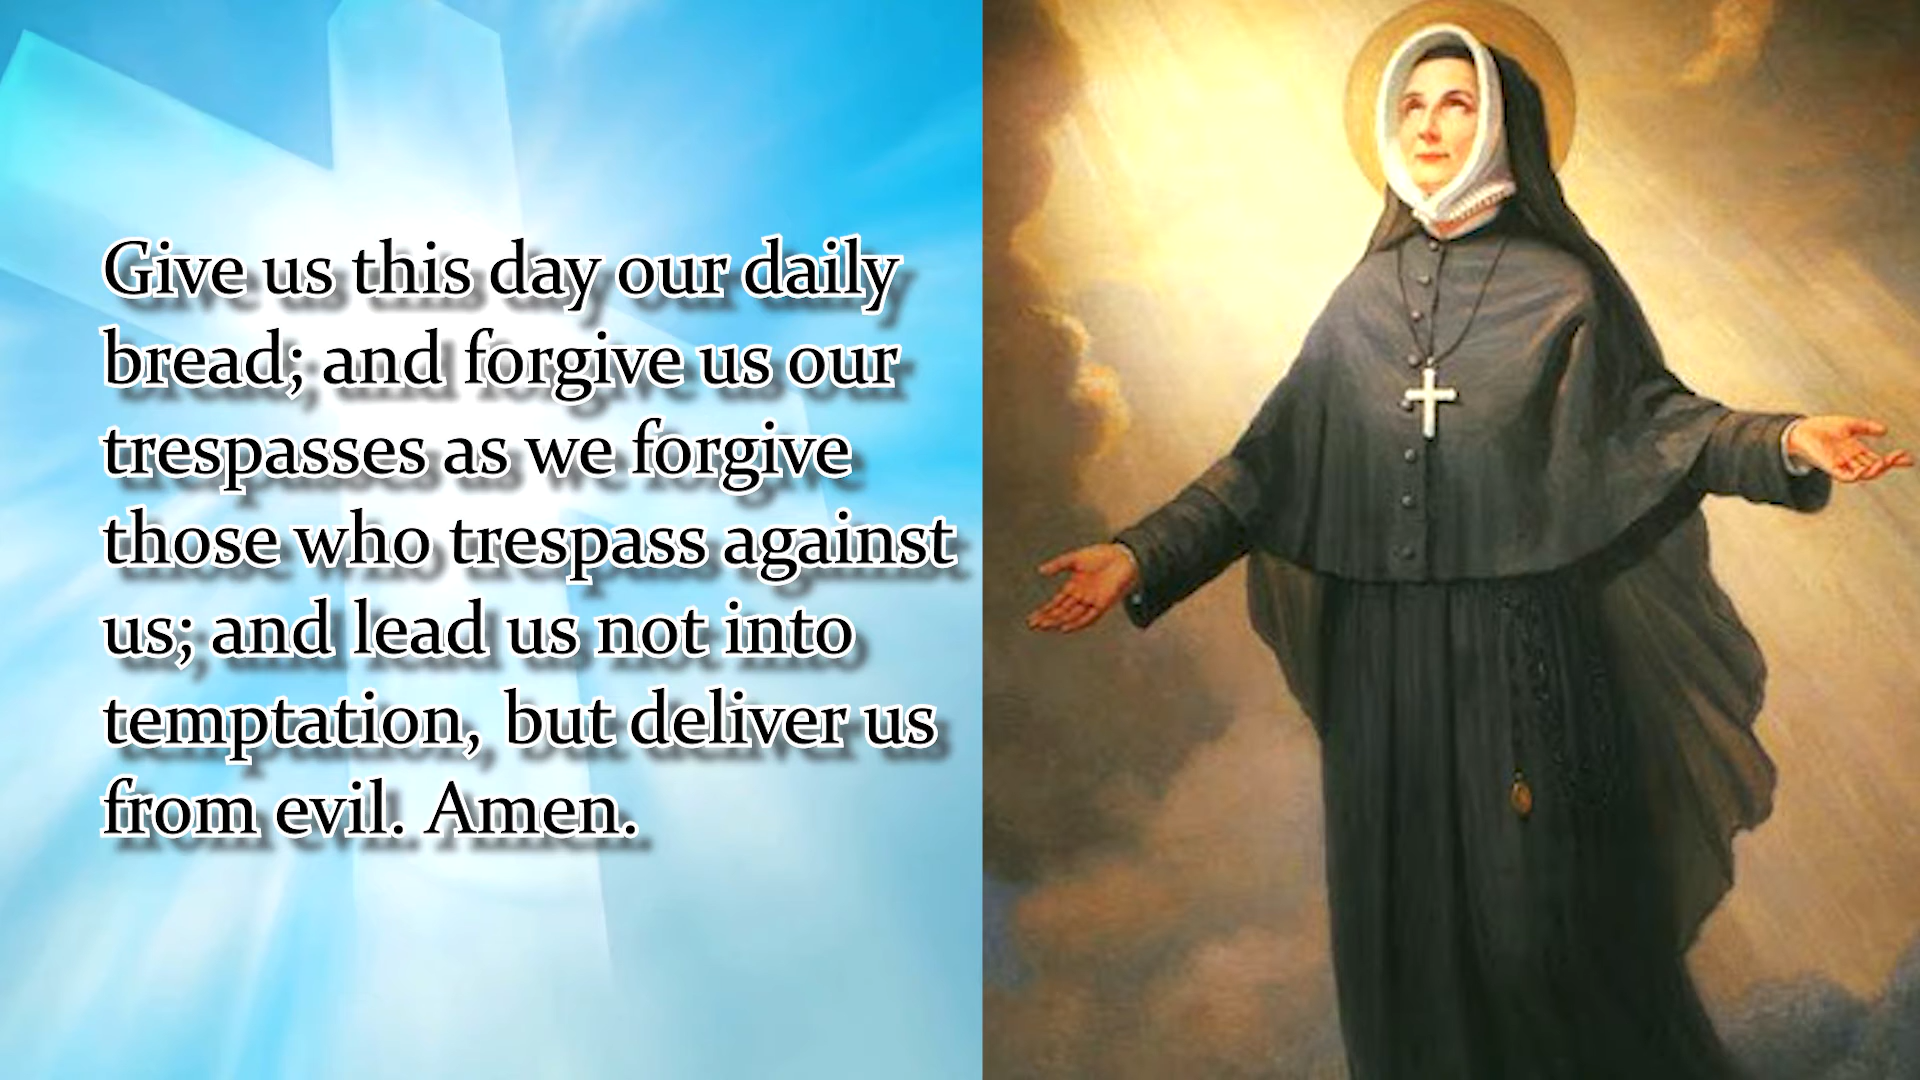 Give us this day our daily
bread; and forgive us our
trespasses as we forgive
those who trespass against
us; and lead us not into
temptation, but deliver us
from evil. Amen.